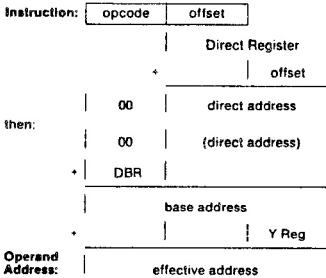 Instruction: opcode offset
Direct Register
+ offset
00 direct address
then:
00 (direct address)
+ DBR
base address
+ Y Reg
Operand
Address: effective address